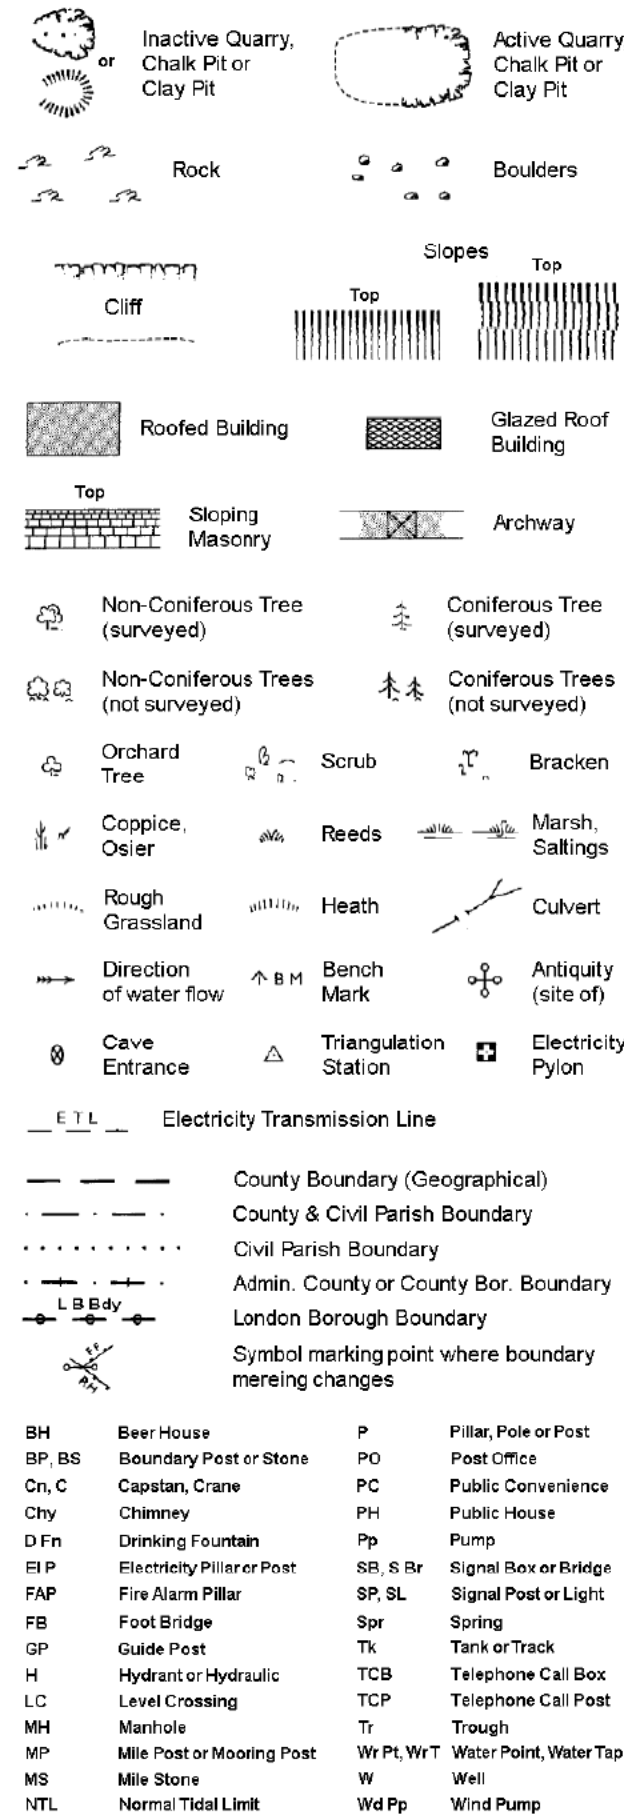 or
Inactive Quarry,
Chalk Pit or
Clay Pit
Active Quarry
Chalk Pit or
Clay Pit
Rock
Boulders
Slopes
Top
Top
Cliff
Roofed Building
Glazed Roof
Building
Top
Sloping
Masonry
Archway
Non-Coniferous Tree
(surveyed)
Coniferous Tree
(surveyed)
Non-Coniferous Trees
(not surveyed)
Coniferous Trees
(not surveyed)
Orchard
Tree
Scrub
Bracken
Coppice,
Osier
Reeds
Marsh,
Saltings
Rough
Grassland
Heath
Culvert
Direction
of water flow
B M
Bench
Mark
Antiquity
(site of)
Cave
Entrance
Triangulation
Station
Electricity
Pylon
E T L
Electricity Transmission Line
County Boundary (Geographical)
County & Civil Parish Boundary
Civil Parish Boundary
Admin. County or County Bor. Boundary
L B Bdy
London Borough Boundary
FF
RH
Symbol marking point where boundary
mereing changes
BH Beer House
BP, BS Boundary Post or Stone
Cn, C Capstan, Crane
Chy Chimney
D Fn Drinking Fountain
El P Electricity Pillar or Post
FAP Fire Alarm Pillar
FB Foot Bridge
GP Guide Post
H Hydrant or Hydraulic
LC Level Crossing
MH Manhole
MP Mile Post or Mooring Post
MS Mile Stone
NTL Normal Tidal Limit
P Pillar, Pole or Post
PO Post Office
PC Public Convenience
PH Public House
Pp Pump
SB, S Br Signal Box or Bridge
SP, SL Signal Post or Light
Spr Spring
Tk Tank or Track
TCB Telephone Call Box
TCP Telephone Call Post
Tr Trough
Wr Pt, Wr T Water Point, Water Tap
W Well
Wd Pp Wind Pump